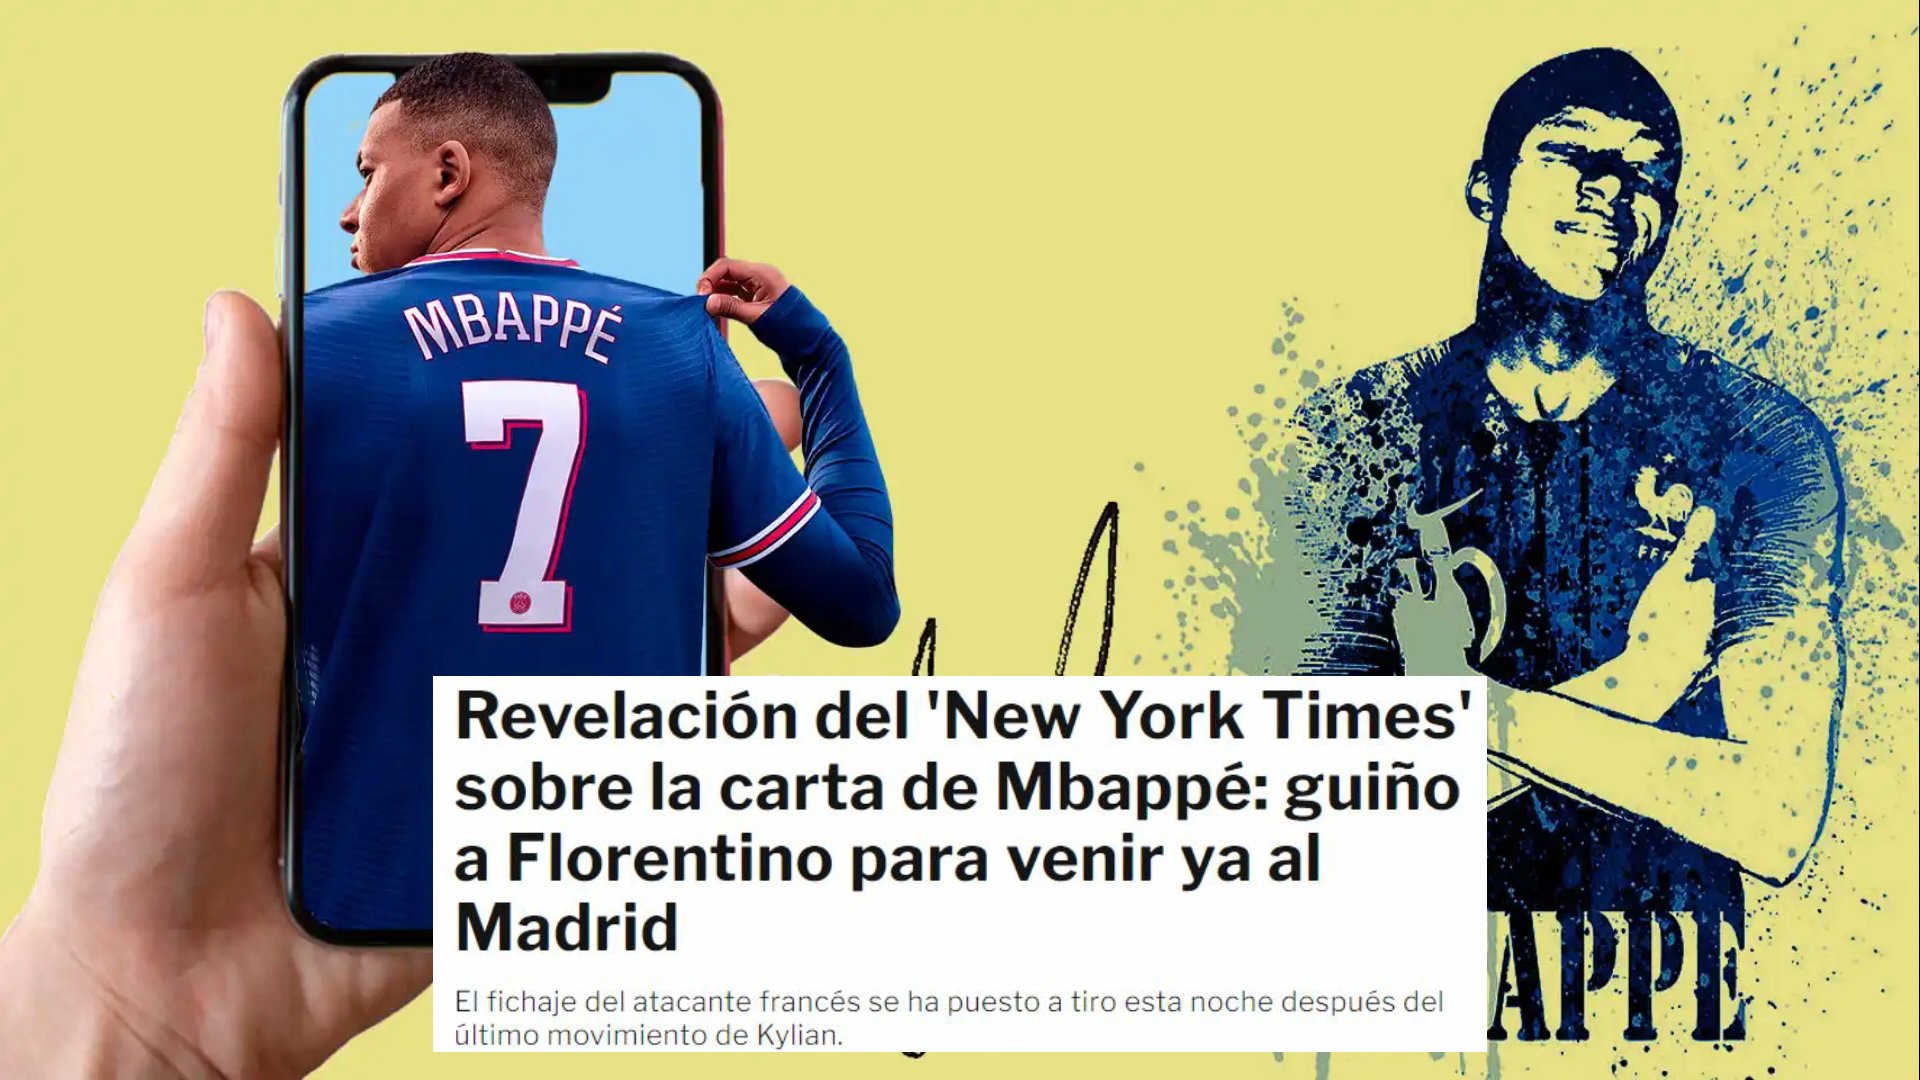 MBAPPÉ
7
FFF
Revelación del 'New York Times'
sobre la carta de Mbappé: guiño
a Florentino para venir ya al
Madrid
El fichaje del atacante francés se ha puesto a tiro esta noche después del
último movimiento de Kylian.
APPE